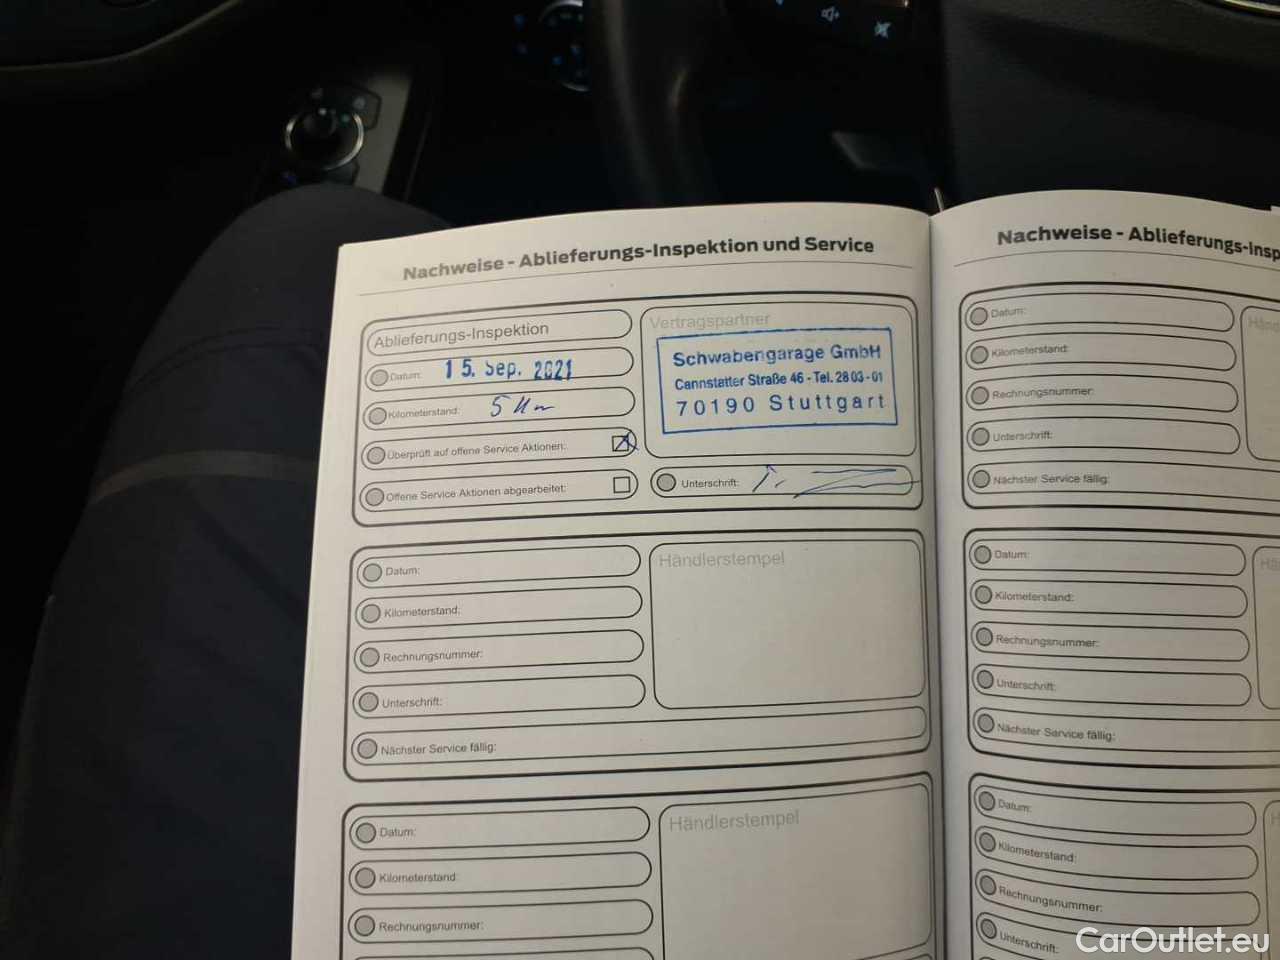 Nachweise - Ablieferungs-Inspektion und Service
Ablieferungs-Inspektion
Datum: 15. Sep. 2021
Kilometerstand: 5 Km
Überprüft auf offene Service Aktionen:
Offene Service Aktionen abgearbeitet:
Vertragspartner
Schwabengarage GmbH
Cannstatter Straße 46 - Tel. 28 03 - 01
70190 Stuttgart
Unterschrift:
Datum:
Kilometerstand:
Rechnungsnummer:
Unterschrift:
Nächster Service fällig:
Händlerstempel
Datum:
Kilometerstand:
Rechnungsnummer:
Händlerstempel
Nachweise - Ablieferungs-Insp
Datum:
Kilometerstand:
Rechnungsnummer:
Unterschrift:
Nächster Service fällig:
Datum:
Kilometerstand:
Rechnungsnummer:
Unterschrift:
Nächster Service fällig:
Datum:
Kilometerstand:
Rechnungsnummer:
Unterschrift:
CarOutlet.eu